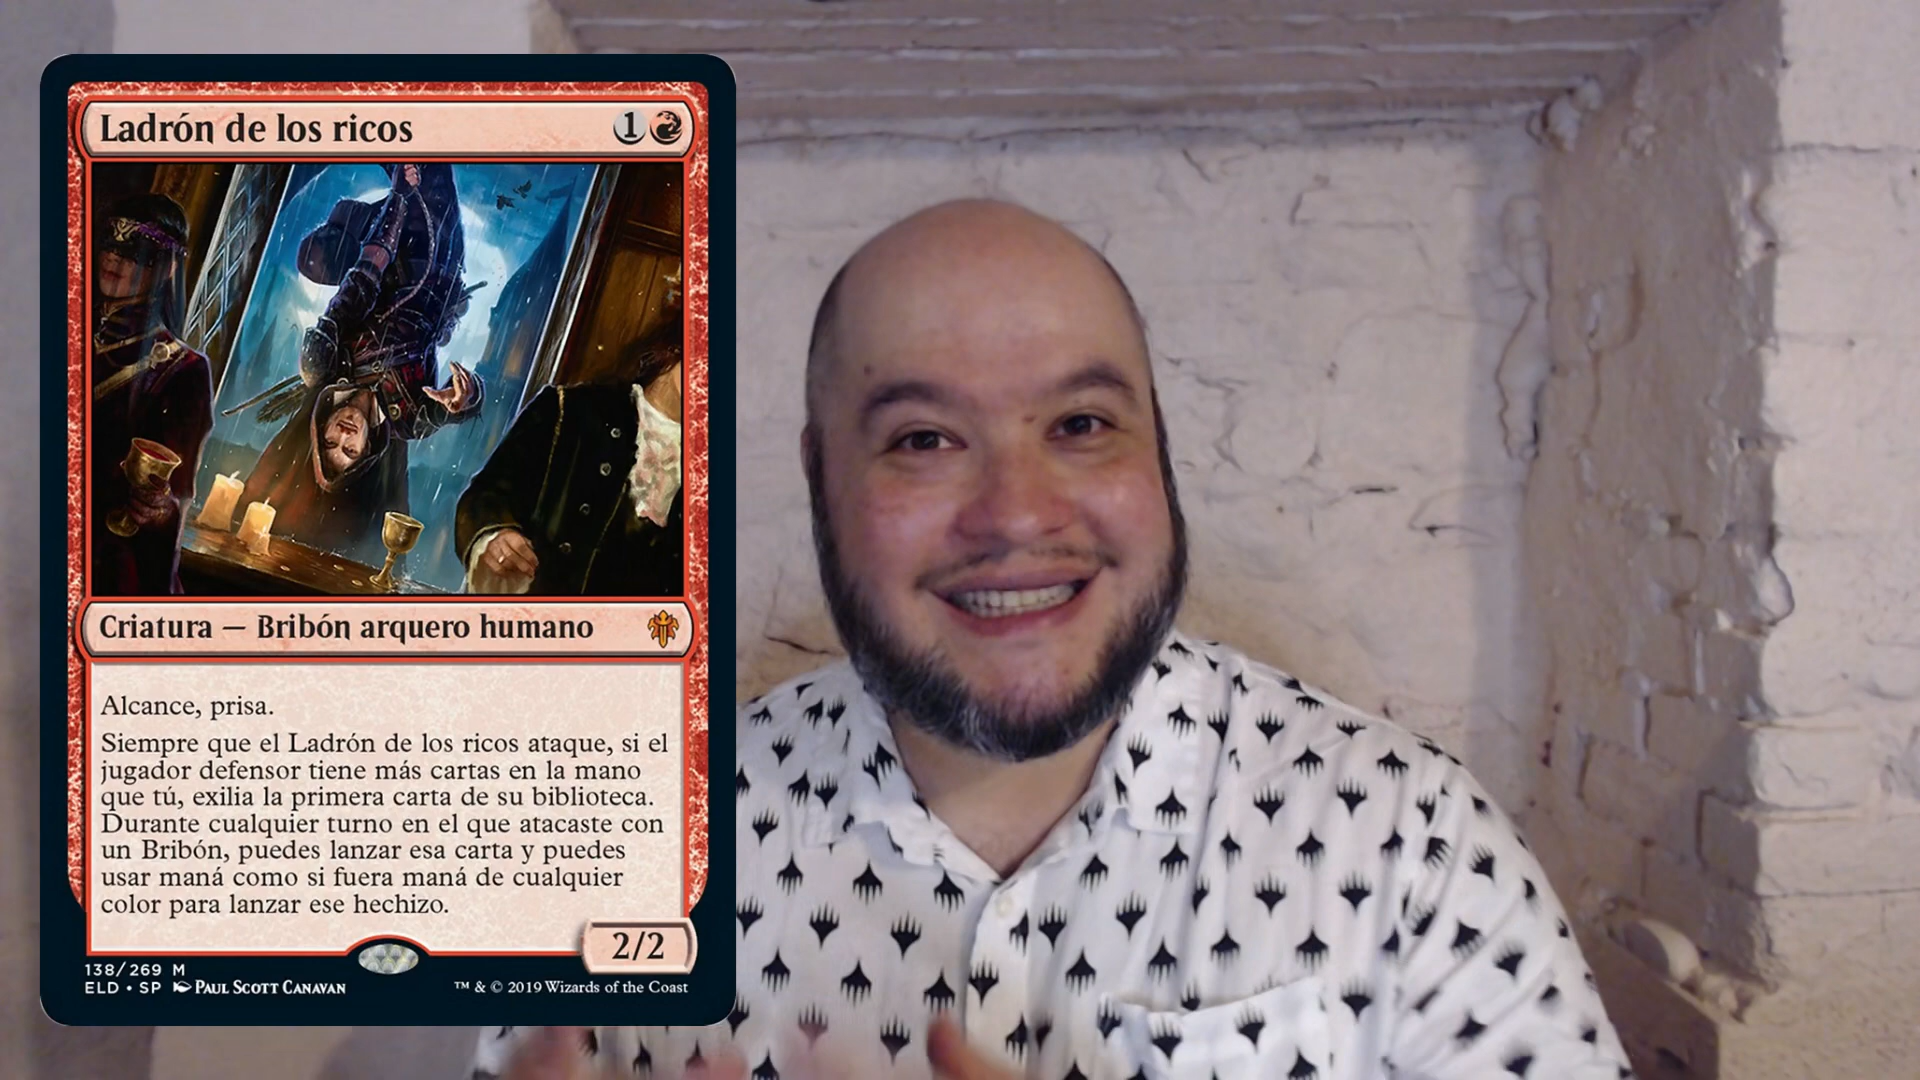 Ladrón de los ricos 1
Criatura — Bribón arquero humano
Alcance, prisa.
Siempre que el Ladrón de los ricos ataque, si el
jugador defensor tiene más cartas en la mano
que tú, exilia la primera carta de su biblioteca.
Durante cualquier turno en el que atacaste con
un Bribón, puedes lanzar esa carta y puedes
usar maná como si fuera maná de cualquier
color para lanzar ese hechizo.
2/2
138/269 M
ELD • SP PAUL SCOTT CANAVAN
™ & © 2019 Wizards of the Coast